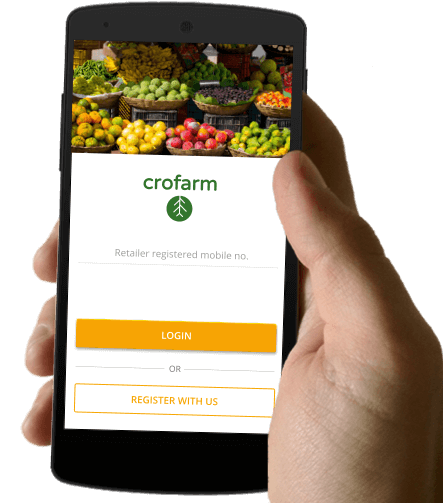 crofarm
Retailer registered mobile no.
LOGIN
OR
REGISTER WITH US